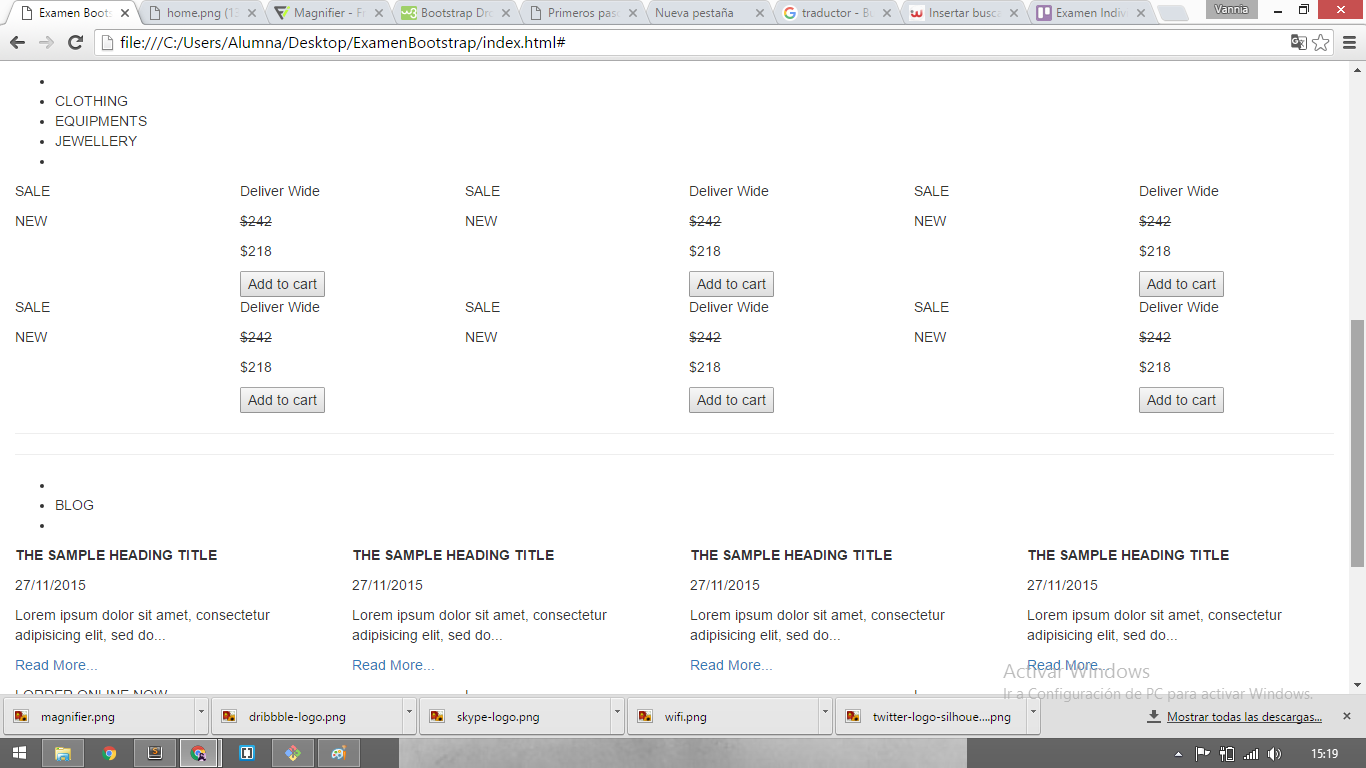 Examen Boots
home.png (13
Magnifier - F
Bootstrap Dr
Primeros pas
Nueva pestaña
traductor - Bu
Insertar busca
Examen Indiv
Vannia
file:///C:/Users/Alumna/Desktop/ExamenBootstrap/index.html#
CLOTHING
EQUIPMENTS
JEWELLERY
SALE Deliver Wide SALE Deliver Wide SALE Deliver Wide
NEW $242 NEW $242 NEW $242
$218 $218 $218
Add to cart Add to cart Add to cart
SALE Deliver Wide SALE Deliver Wide SALE Deliver Wide
NEW $242 NEW $242 NEW $242
$218 $218 $218
Add to cart Add to cart Add to cart
BLOG
THE SAMPLE HEADING TITLE THE SAMPLE HEADING TITLE THE SAMPLE HEADING TITLE THE SAMPLE HEADING TITLE
27/11/2015 27/11/2015 27/11/2015 27/11/2015
Lorem ipsum dolor sit amet, consectetur Lorem ipsum dolor sit amet, consectetur Lorem ipsum dolor sit amet, consectetur Lorem ipsum dolor sit amet, consectetur
adipisicing elit, sed do... adipisicing elit, sed do... adipisicing elit, sed do... adipisicing elit, sed do...
Read More... Read More... Read More... Read More...
Activar Windows
Ir a Configuración de PC para activar Windows.
ORDER ONLINE NOW
magnifier.png
dribbble-logo.png
skype-logo.png
wifi.png
twitter-logo-silhoue....png
Mostrar todas las descargas...
15:19